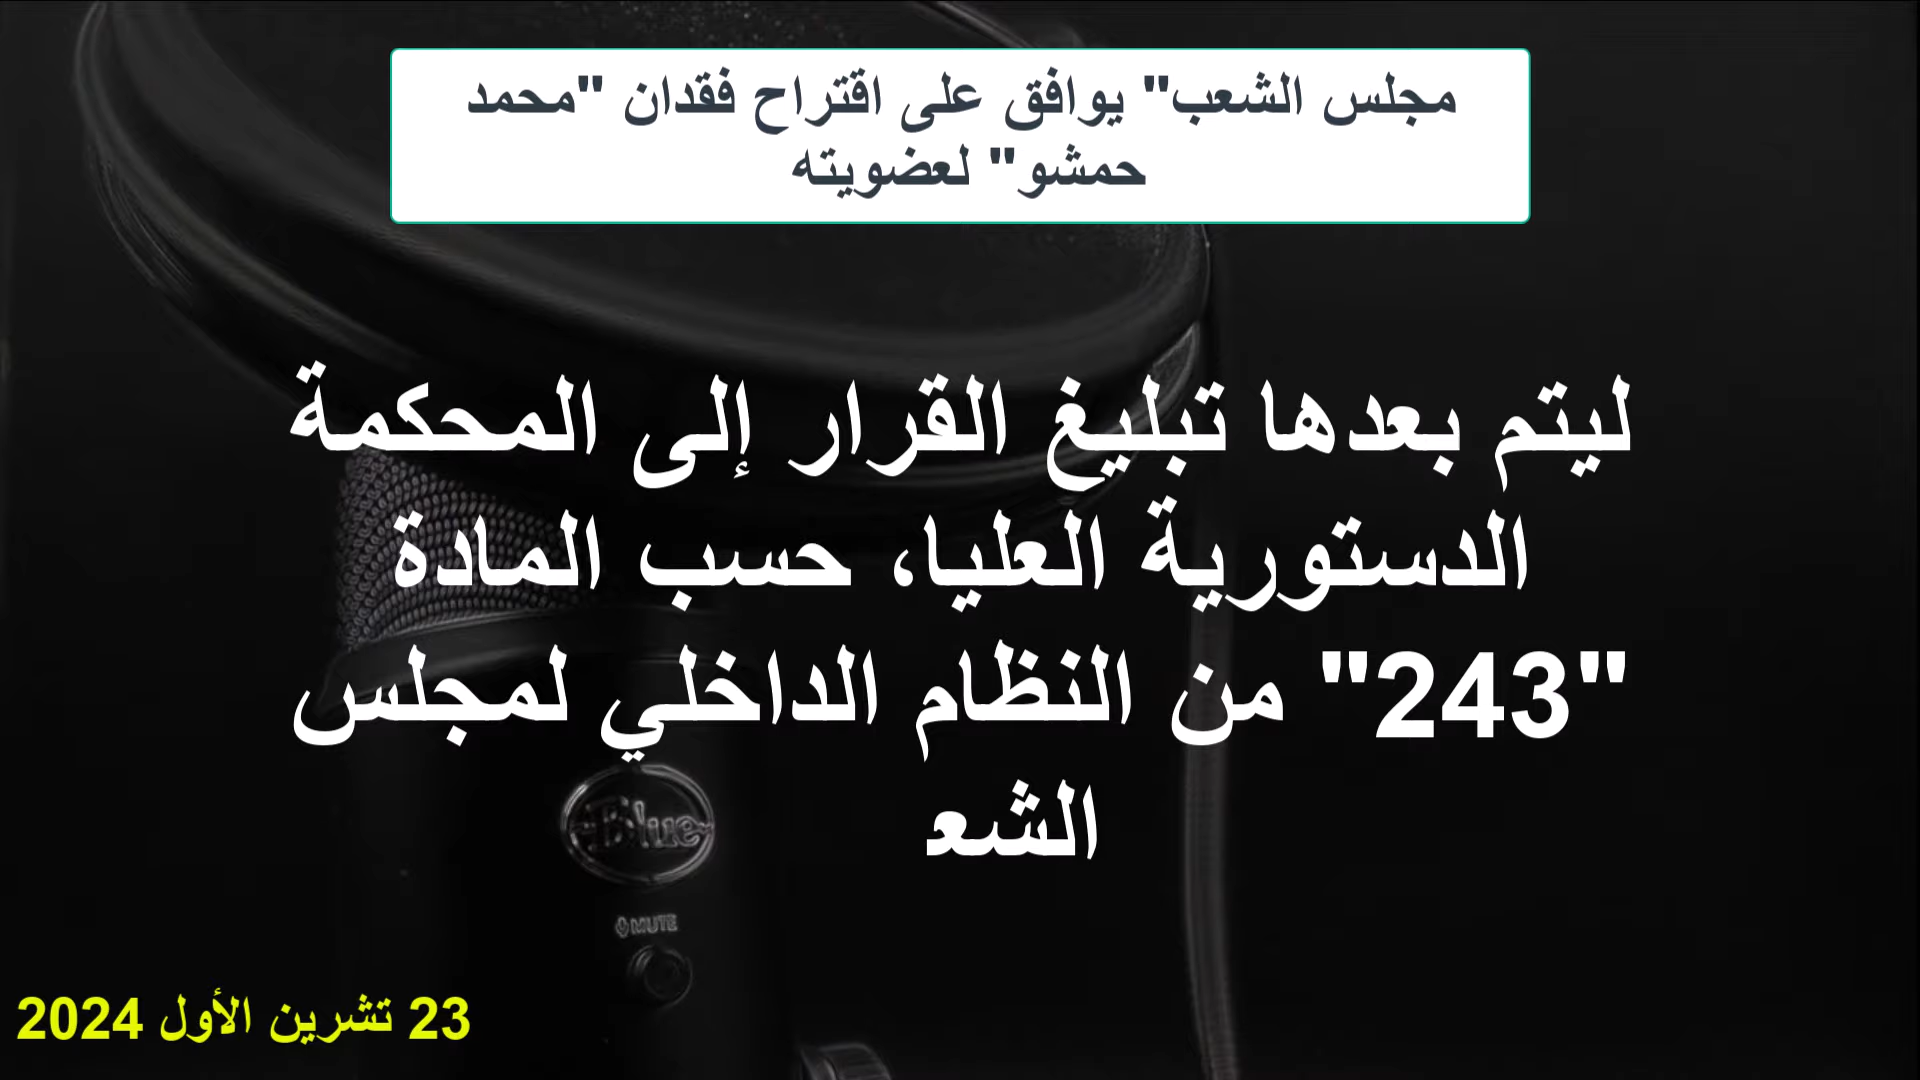 مجلس الشعب" يوافق على اقتراح فقدان "محمد
حمشو" لعضويته
ليتم بعدها تبليغ القرار إلى المحكمة
الدستورية العليا، حسب المادة
"243" من النظام الداخلي لمجلس
الشعـ
Blue
MUTE
23 تشرين الأول 2024